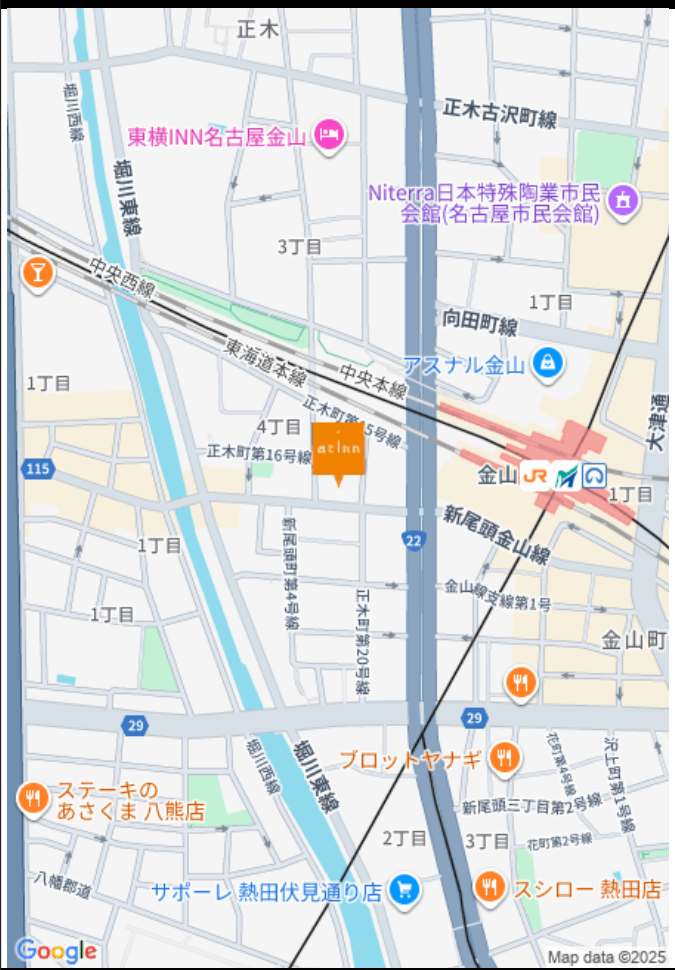 正木
堀川西線
正木古沢町線
東横INN名古屋金山
堀川東線
Niterra日本特殊陶業市民
会館(名古屋市民会館)
3丁目
中央西線
1丁目
向田町線
東海道本線
中央本線
アスナル金山
1丁目
大津通
正木町第15号線
4丁目
atinn
正木町第16号線
115
金山
JR
1丁目
新尾頭金山線
新尾頭町第4号線
22
1丁目
金山線支線第1号
正木町第20号線
1丁目
金山町
29
29
堀川西線
堀川東線
ブロットヤナギ
花町第4号線
沢上町第1号線
ステーキの
あさくま 八熊店
新尾頭三丁目第2号線
2丁目
3丁目
花町第2号線
八幡郡道
サポーレ 熱田伏見通り店
スシロー 熱田店
Google
Map data ©2025